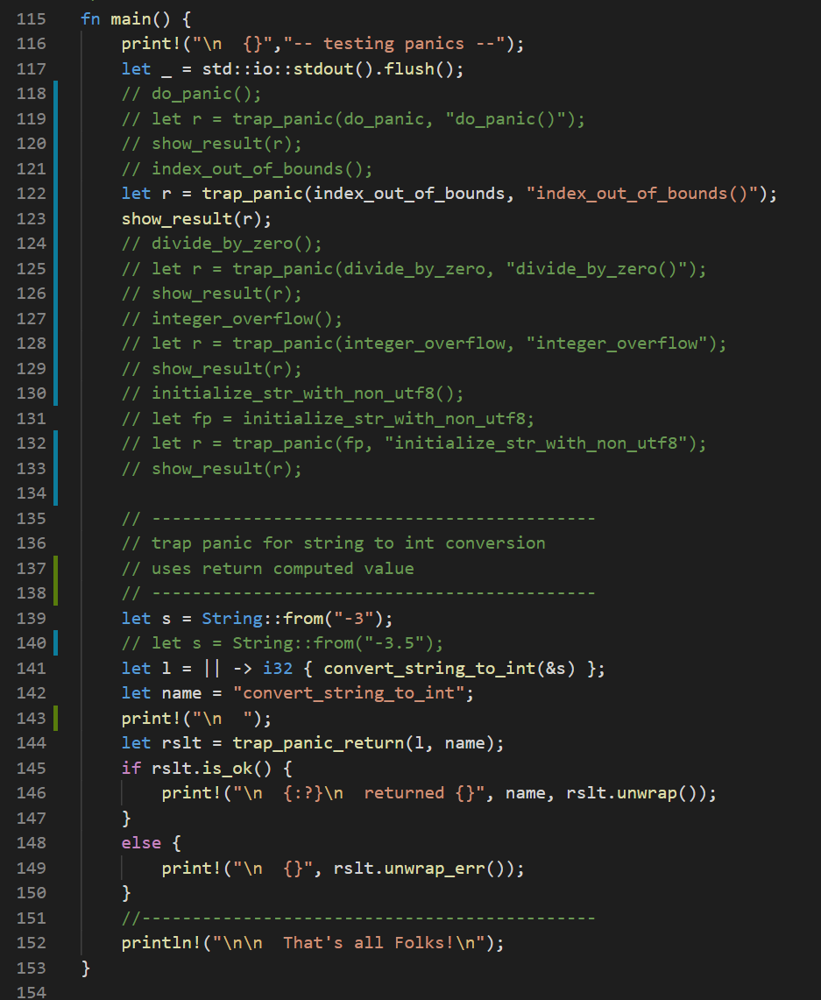 115 fn main() {
116     print!("\n  {}","-- testing panics --");
117     let _ = std::io::stdout().flush();
118     // do_panic();
119     // let r = trap_panic(do_panic, "do_panic()");
120     // show_result(r);
121     // index_out_of_bounds();
122     let r = trap_panic(index_out_of_bounds, "index_out_of_bounds()");
123     show_result(r);
124     // divide_by_zero();
125     // let r = trap_panic(divide_by_zero, "divide_by_zero()");
126     // show_result(r);
127     // integer_overflow();
128     // let r = trap_panic(integer_overflow, "integer_overflow");
129     // show_result(r);
130     // initialize_str_with_non_utf8();
131     // let fp = initialize_str_with_non_utf8;
132     // let r = trap_panic(fp, "initialize_str_with_non_utf8");
133     // show_result(r);
134
135     // --------------------------------------------
136     // trap panic for string to int conversion
137     // uses return computed value
138     // --------------------------------------------
139     let s = String::from("-3");
140     // let s = String::from("-3.5");
141     let l = || -> i32 { convert_string_to_int(&s) };
142     let name = "convert_string_to_int";
143     print!("\n  ");
144     let rslt = trap_panic_return(l, name);
145     if rslt.is_ok() {
146         print!("\n  {:?}\n  returned {}", name, rslt.unwrap());
147     }
148     else {
149         print!("\n  {}", rslt.unwrap_err());
150     }
151     //---------------------------------------------
152     println!("\n\n  That's all Folks!\n");
153 }
154